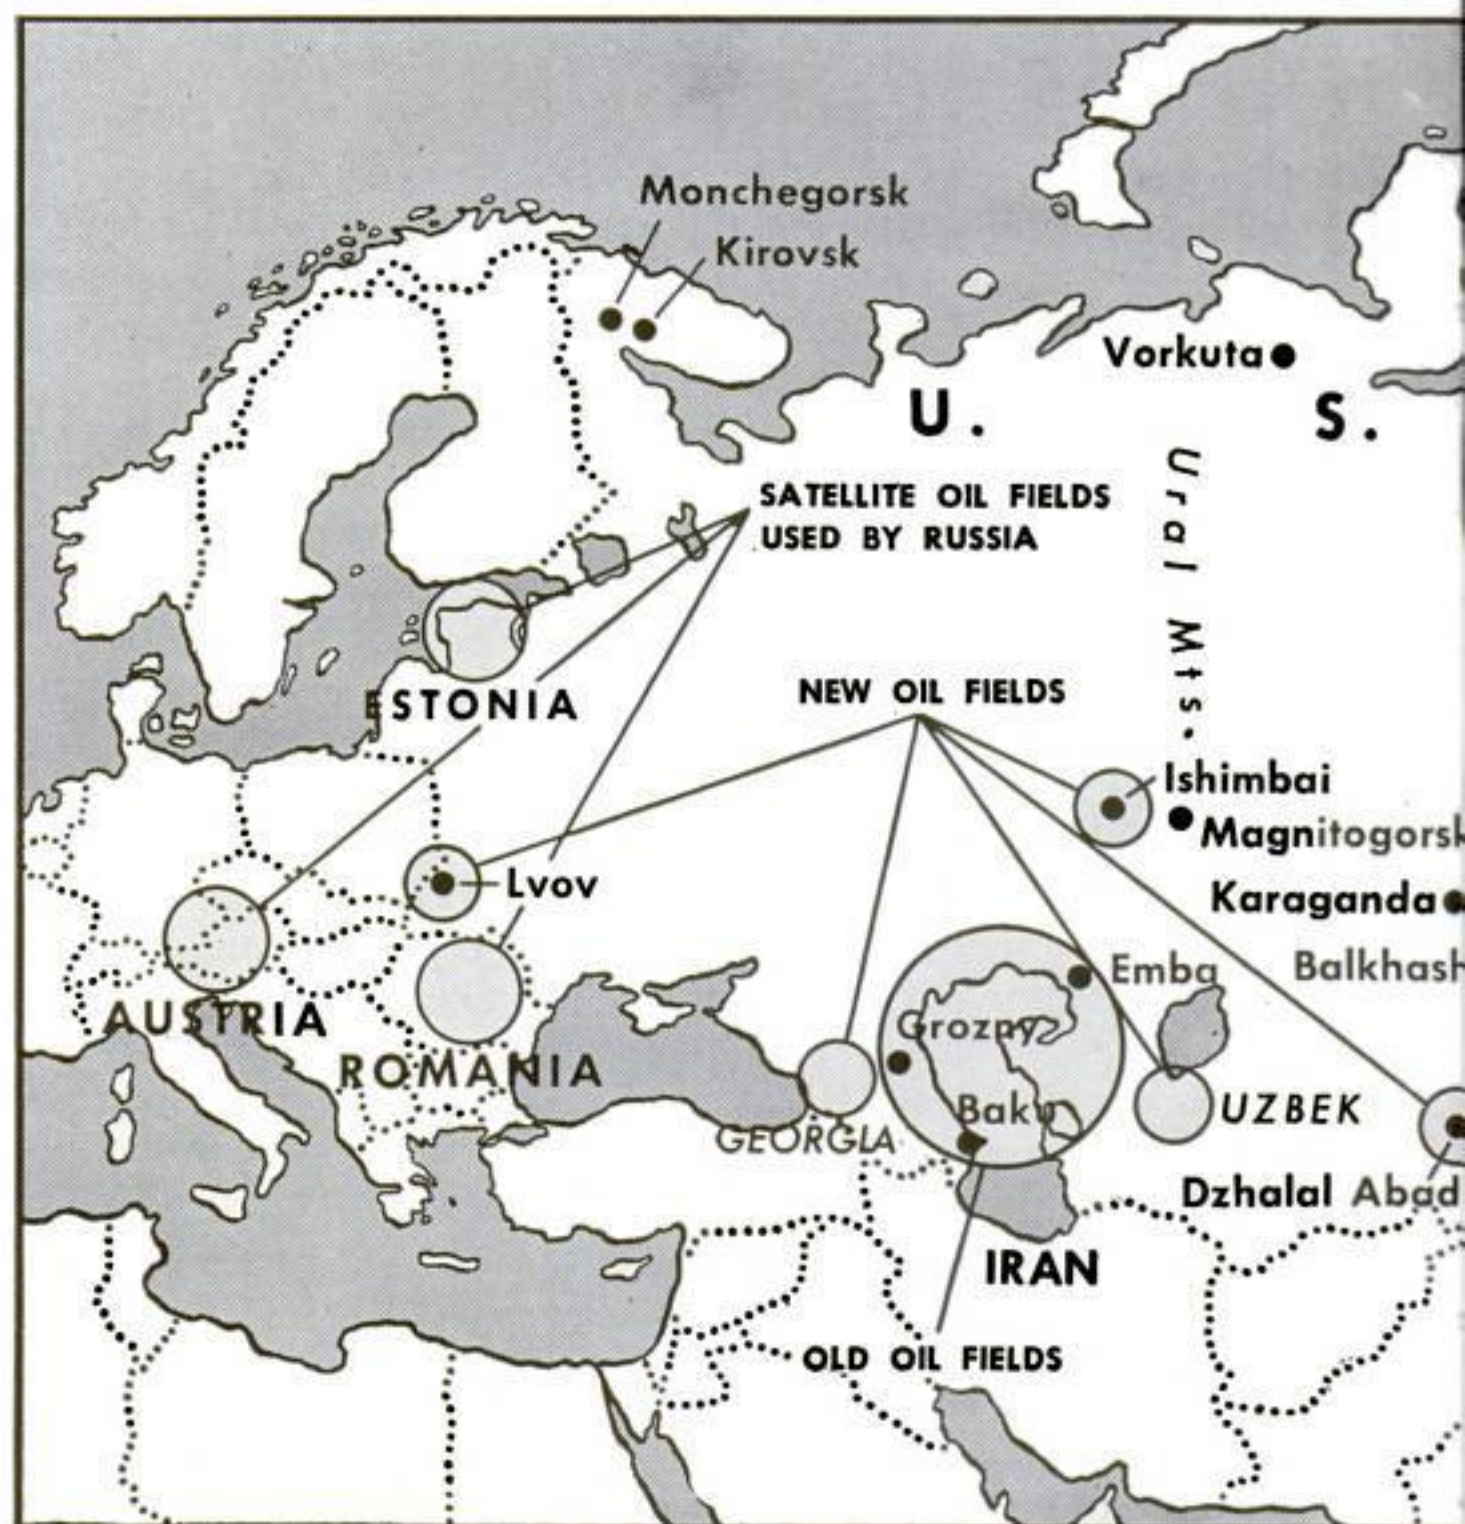 Monchegorsk
Kirovsk
Vorkuta
U. S.
Ural Mts.
SATELLITE OIL FIELDS
USED BY RUSSIA
NEW OIL FIELDS
ESTONIA
Ishimbai
Magnitogorsk
Lvov
Karaganda
Emba
Balkhash
AUSTRIA
Grozny
ROMANIA
Baku
UZBEK
GEORGIA
Dzhalal Abad
IRAN
OLD OIL FIELDS